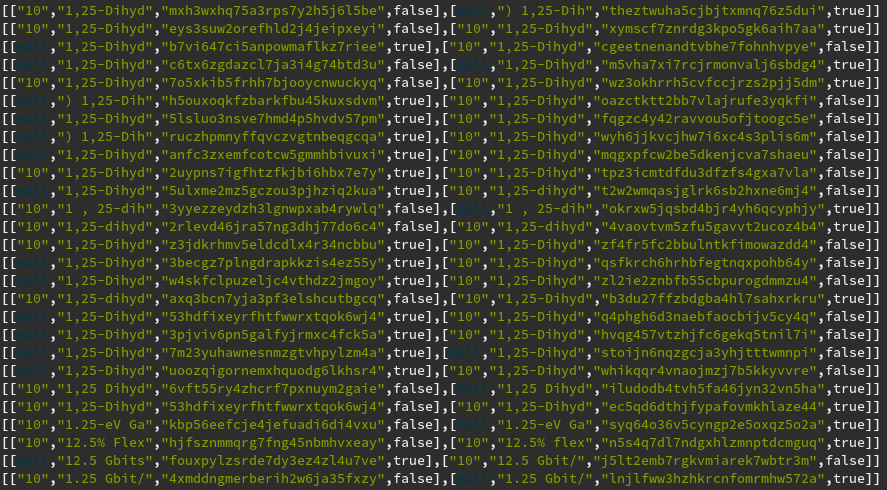 [["10","1,25-Dihyd","mxh3wxhq75a3rps7y2h5j6l5be",false],[null,") 1,25-Dih","theztwuha5cjbjtxmnq76z5dui",true]]
[["10","1,25-Dihyd","eys3suw2orefhld2j4jeipxeyi",false],["10","1,25-Dihyd","xymscf7znrdg3kpo5gk6aih7aa",true]]
[[null,"1,25-Dihyd","b7vi647ci5anpowmaflkz7riee",true],["10","1,25-Dihyd","cgeetnenandtvbhe7fohnhvpye",false]]
[[null,"1,25-Dihyd","c6tx6zgdazcl7ja3i4g74btd3u",false],[null,"1,25-Dihyd","m5vha7xi7rcjrmonvalj6sbdg4",true]]
[["10","1,25-Dihyd","7o5xkib5frhh7bjooycnwuckyq",false],["10","1,25-Dihyd","wz3okhrrh5cvfccjrzs2pjj5dm",true]]
[[null,") 1,25-Dih","h5ouxoqkfzbarkfbu45kuxsdvm",true],["10","1,25-Dihyd","oazctktt2bb7vlajrufe3yqkfi",false]]
[[null,"1,25-Dihyd","5lsluo3nsve7hmd4p5hvdv57pm",true],["10","1,25-Dihyd","fqgzc4y42ravvou5ofjtoogc5e",false]]
[[null,") 1,25-Dih","ruczhpmnyffqvczvgtnbeqgcqa",true],["10","1,25-Dihyd","wyh6jjkvcjhw7i6xc4s3plis6m",false]]
[[null,"1,25-Dihyd","anfc3zxemfcotcw5gmmhbivuxi",true],["10","1,25-Dihyd","mqgxpfcw2be5dkenjcva7shaeu",false]]
[[null,"1,25-Dihyd","2uypns7igfhtzfkjbi6hbx7e7y",true],["10","1,25-Dihyd","tpz3icmtdfdu3dfzfs4gxa7vla",false]]
[[null,"1,25-Dihyd","5ulxme2mz5gczou3pjhziq2kua",true],["10","1,25-dihyd","t2w2wmqasjglrk6sb2hxne6mj4",false]]
[["10","1 , 25-dih","3yyezzeydzh3lgnwpxab4rywlq",false],[null,"1 , 25-dih","okrxw5jqsbd4bjr4yh6qcyphjy",true]]
[[null,"1,25-Dihyd","2rlevd46jra57ng3dhj77do6c4",true],["10","1,25-dihyd","4vaovtvm5zfu5gavvt2ucoz4b4",false]]
[[null,"1,25-Dihyd","z3jdkrhmv5eldcdlx4r34ncbbu",true],["10","1,25-Dihyd","zf4fr5fc2bbulntkfimowazdd4",false]]
[[null,"1,25-Dihyd","3becgz7plngdrapkkzis4ez55y",true],["10","1,25-Dihyd","qsfkrch6hrhbfegtnqxpohb64y",false]]
[[null,"1,25-Dihyd","w4skfclpuzeljc4vthdz2jmgoy",true],["10","1,25-Dihyd","zl2ie2znbfb55cbpurogdmmzu4",false]]
[[null,"1,25-dihyd","axq3bcn7yja3pf3elshcutbgcq",true],["10","1,25-Dihyd","b3du27ffzbdgba4hl7sahxrkru",false]]
[["10","1,25-Dihyd","53hdfixeyrfhtfwwrxtqok6wj4",false],["10","1,25-Dihyd","q4phgh6d3naebfaocbijv5cy4q",true]]
[[null,"1,25-Dihyd","3pjviv6pn5galfyjrmxc4fck5a",true],["10","1,25-Dihyd","hvqg457vtzhjfc6gekq5tnil7i",false]]
[[null,"1,25-Dihyd","7m23yuhawnesnmzgtvhpylzm4a",true],[null,"1,25-Dihyd","stoijn6nqzgcja3yhjtttwmnpi",false]]
[[null,"1,25-Dihyd","uoozqigornemxhquodg6lkhsr4",true],["10","1,25-Dihyd","whikqqr4vnaojmzj7b5kkyvvre",false]]
[["10","1,25 Dihyd","6vft55ry4zhcrf7pxnuym2gaie",false],[null,"1,25 Dihyd","iludodb4tvh5fa46jyn32vn5ha",true]]
[["10","1,25-Dihyd","53hdfixeyrfhtfwwrxtqok6wj4",false],["10","1,25-Dihyd","ec5qd6dthjfypafovmkhlaze44",true]]
[["10","1.25-eV Ga","kbp56eefcje4jefuadi6di4vxu",false],[null,"1.25-eV Ga","syq64o36v5cyngp2e5oxqz5o2a",true]]
[["10","12.5% Flex","hjfsznmmqrg7fng45nbmhvxeay",false],["10","12.5% flex","n5s4q7dl7ndgxhlzmnptdcmguq",true]]
[[null,"12.5 Gbits","fouxpylzsrde7dy3ez4zl4u7ve",true],["10","12.5 Gbit/","j5lt2emb7rgkvmiarek7wbtr3m",false]]
[["10","1.25 Gbit/","4xmddngmerberih2w6ja35fxzy",false],[null,"1.25 Gbit/","lnjlfww3hzhkrcnfomrmhw572a",true]]